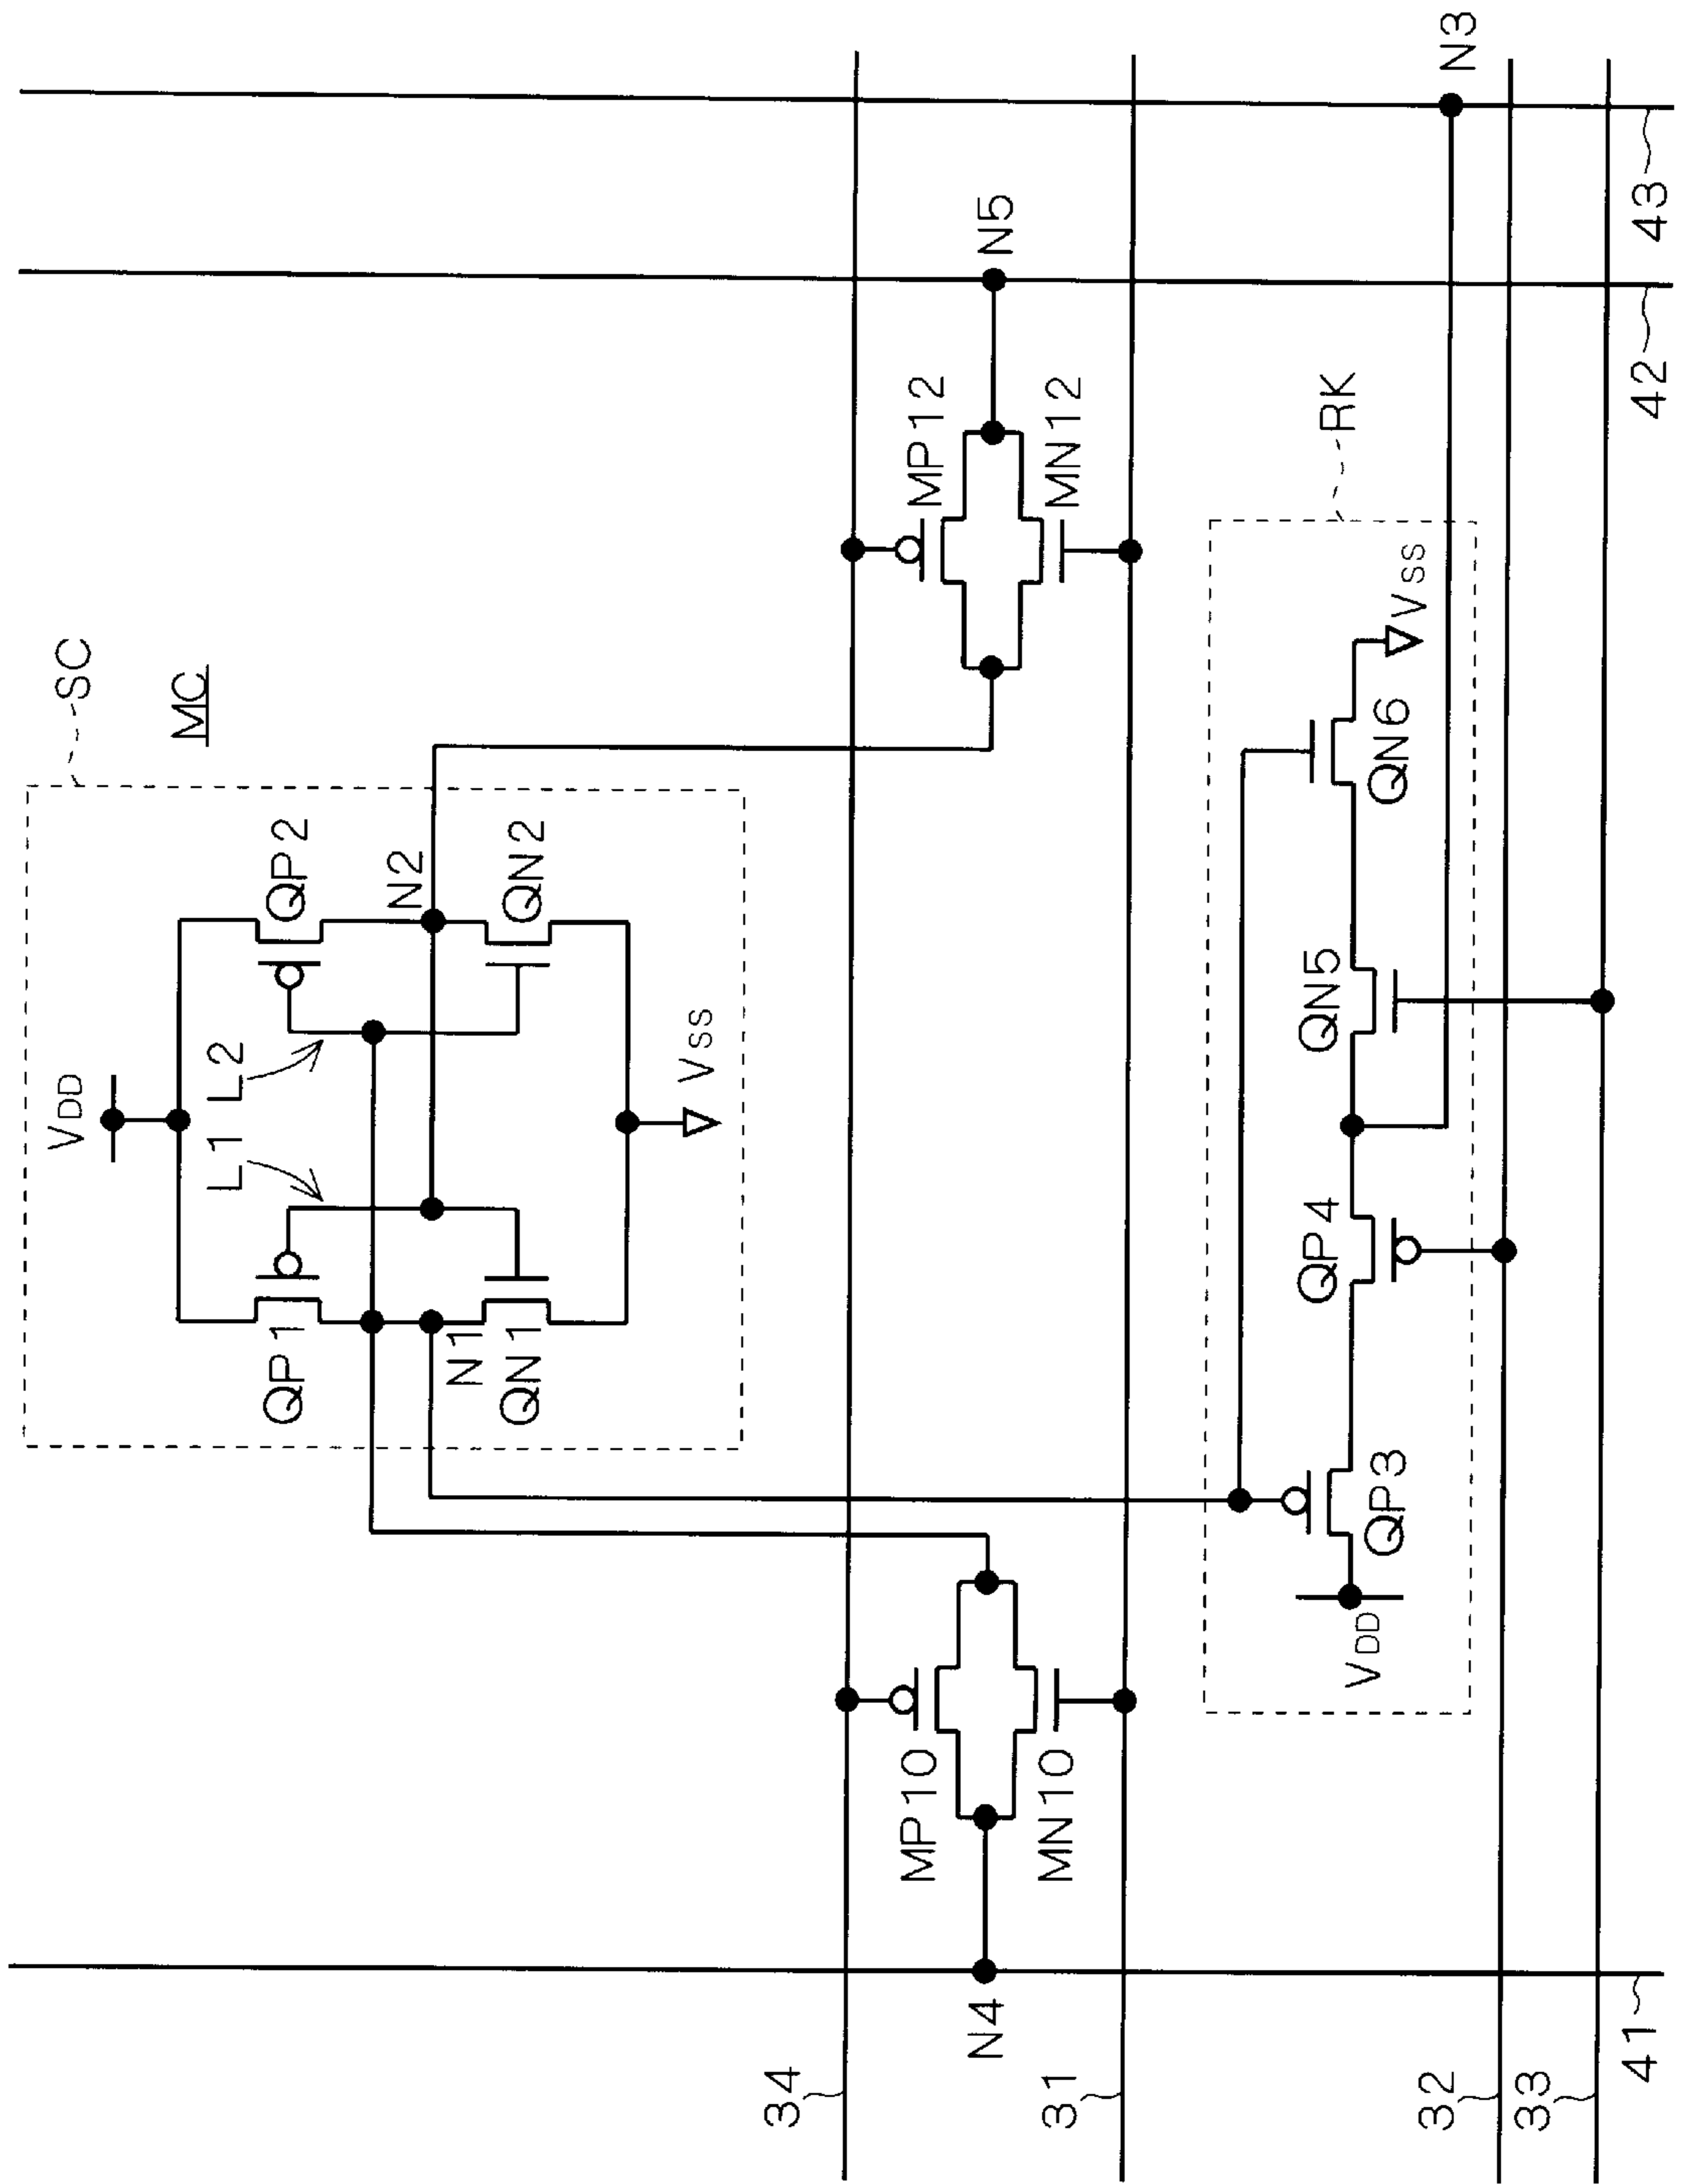 SC
MC
VDD
L1
L2
QP1
QP2
N1
N2
QN1
QN2
VSS
34
MP10
MP12
N4
N5
MN10
MN12
31
RK
QP3
QP4
QN5
QN6
VDD
VSS
N3
32
33
41
42
43